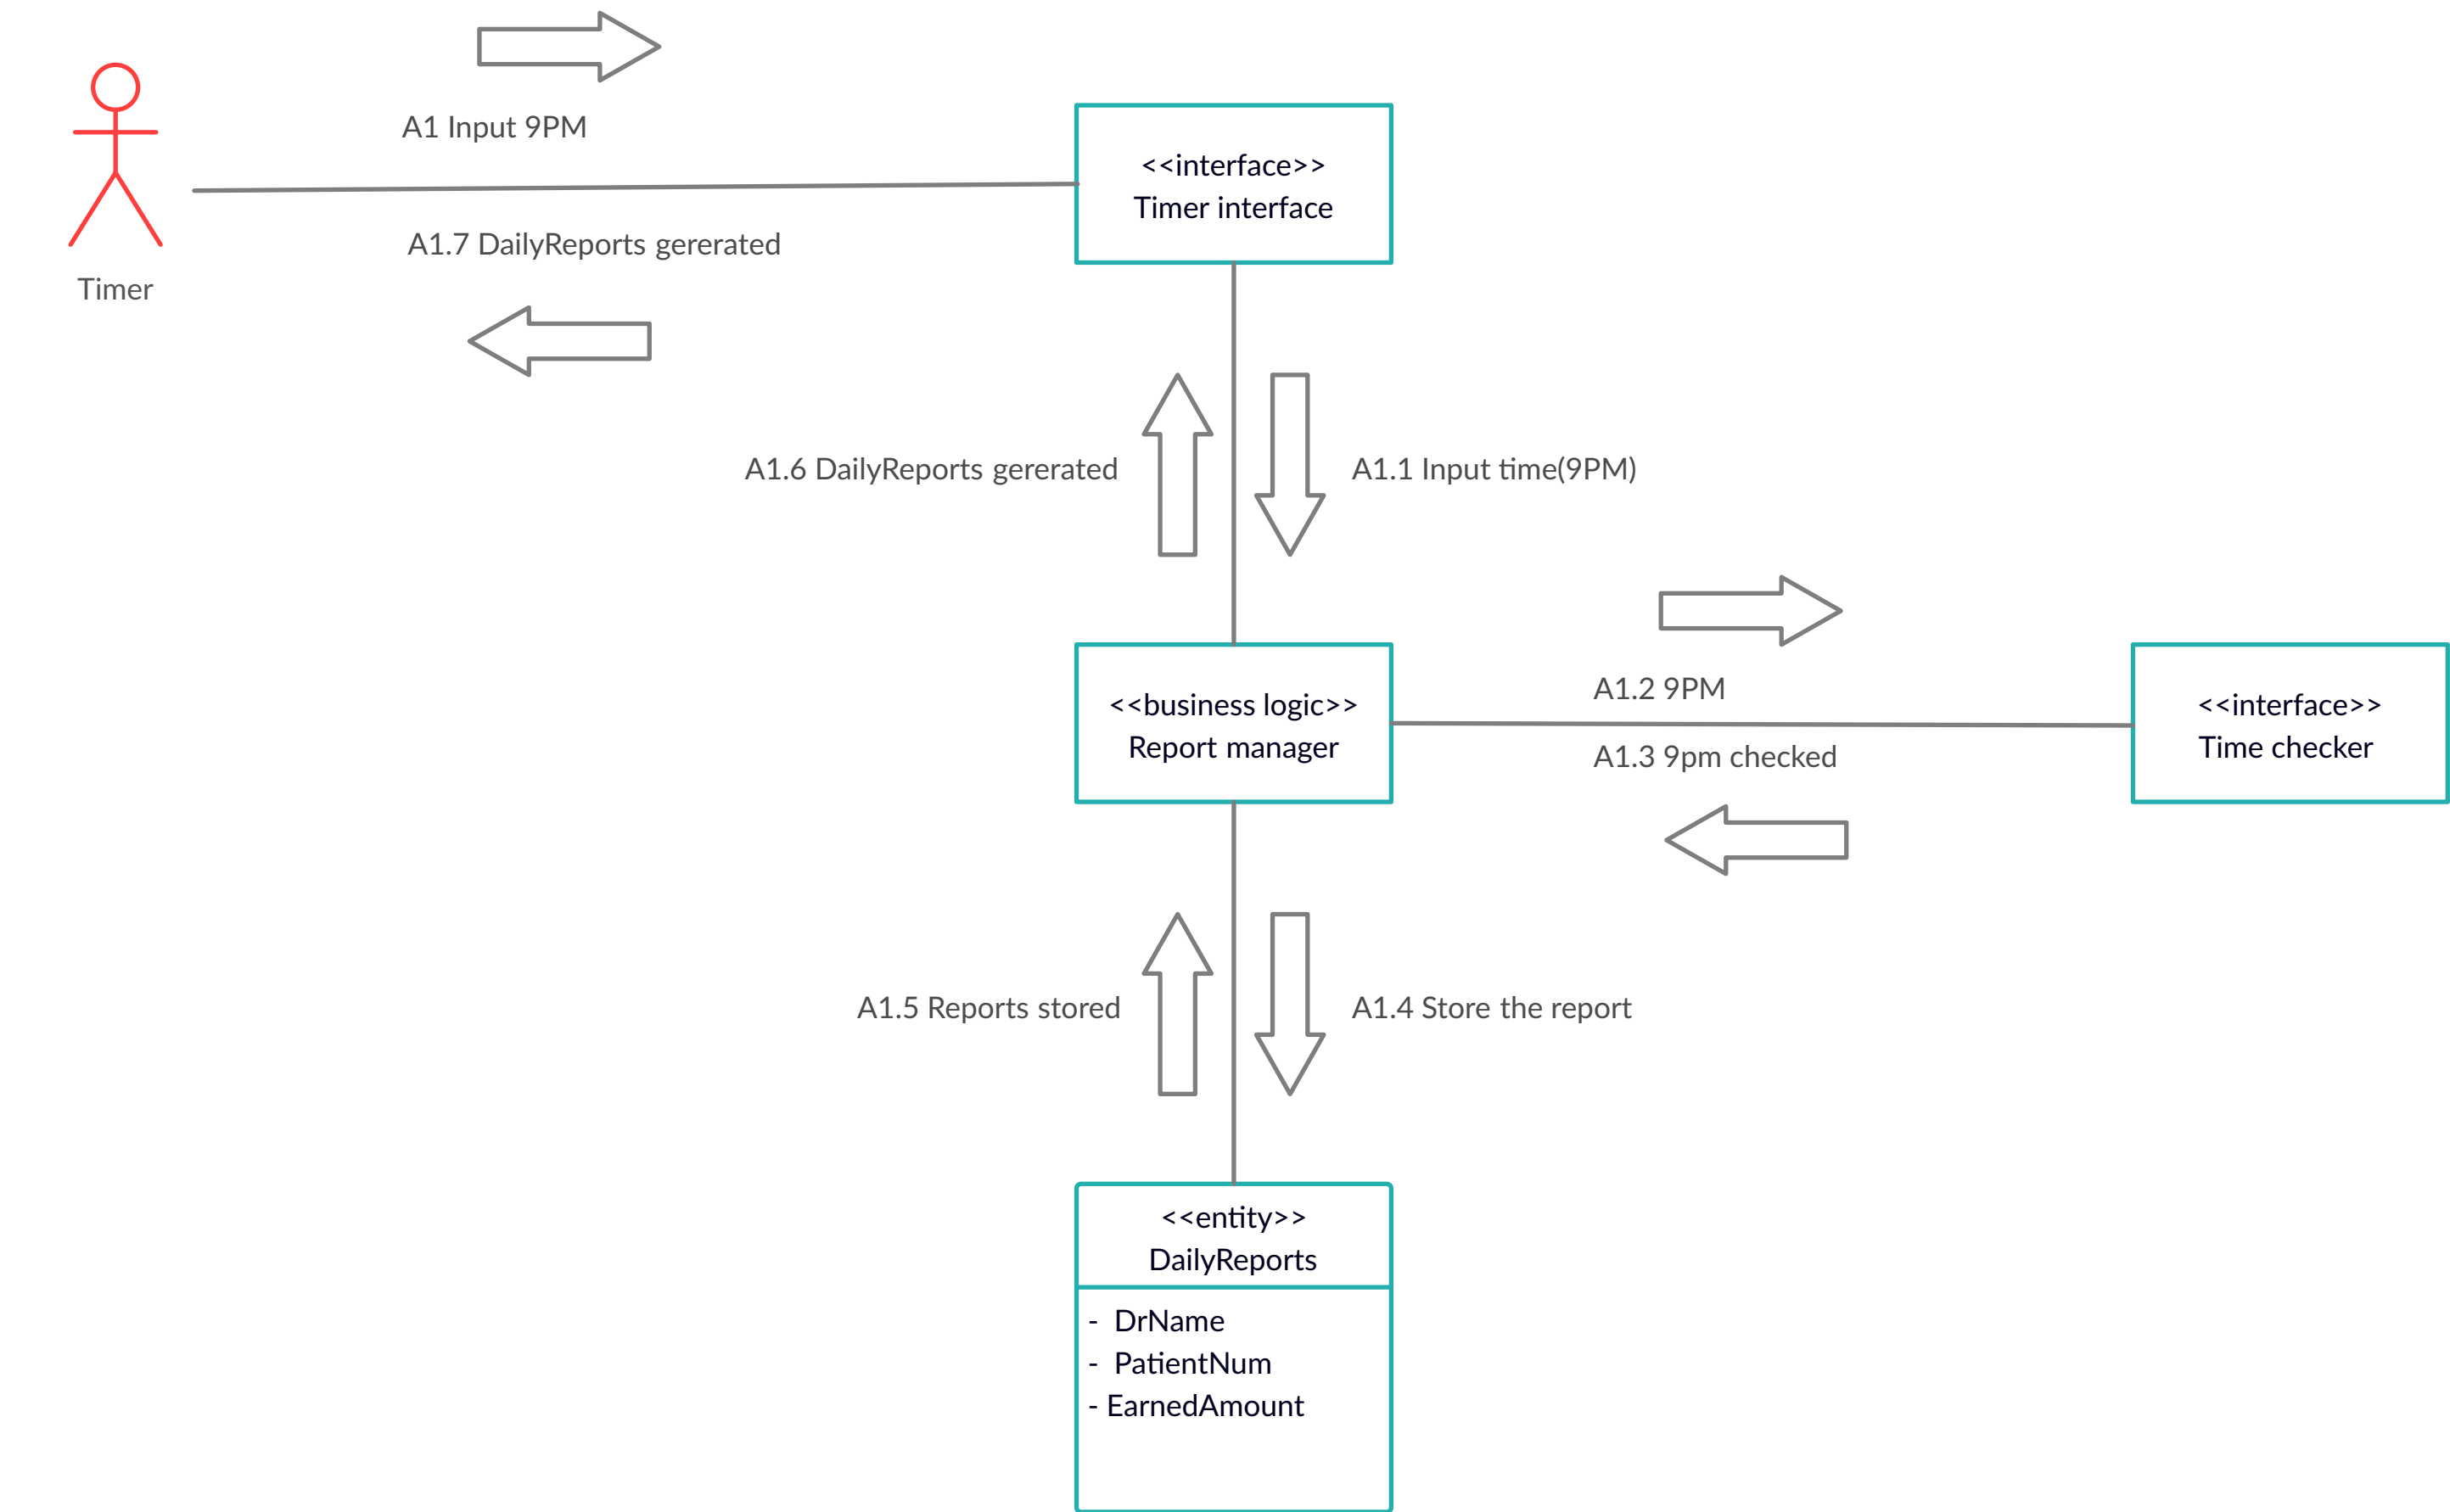 A1 Input 9PM
<<interface>>
Timer interface
A1.7 DailyReports gererated
Timer
A1.6 DailyReports gererated
A1.1 Input time(9PM)
A1.2 9PM
<<business logic>>
Report manager
<<interface>>
Time checker
A1.3 9pm checked
A1.5 Reports stored
A1.4 Store the report
<<entity>>
DailyReports
- DrName
- PatientNum
- EarnedAmount